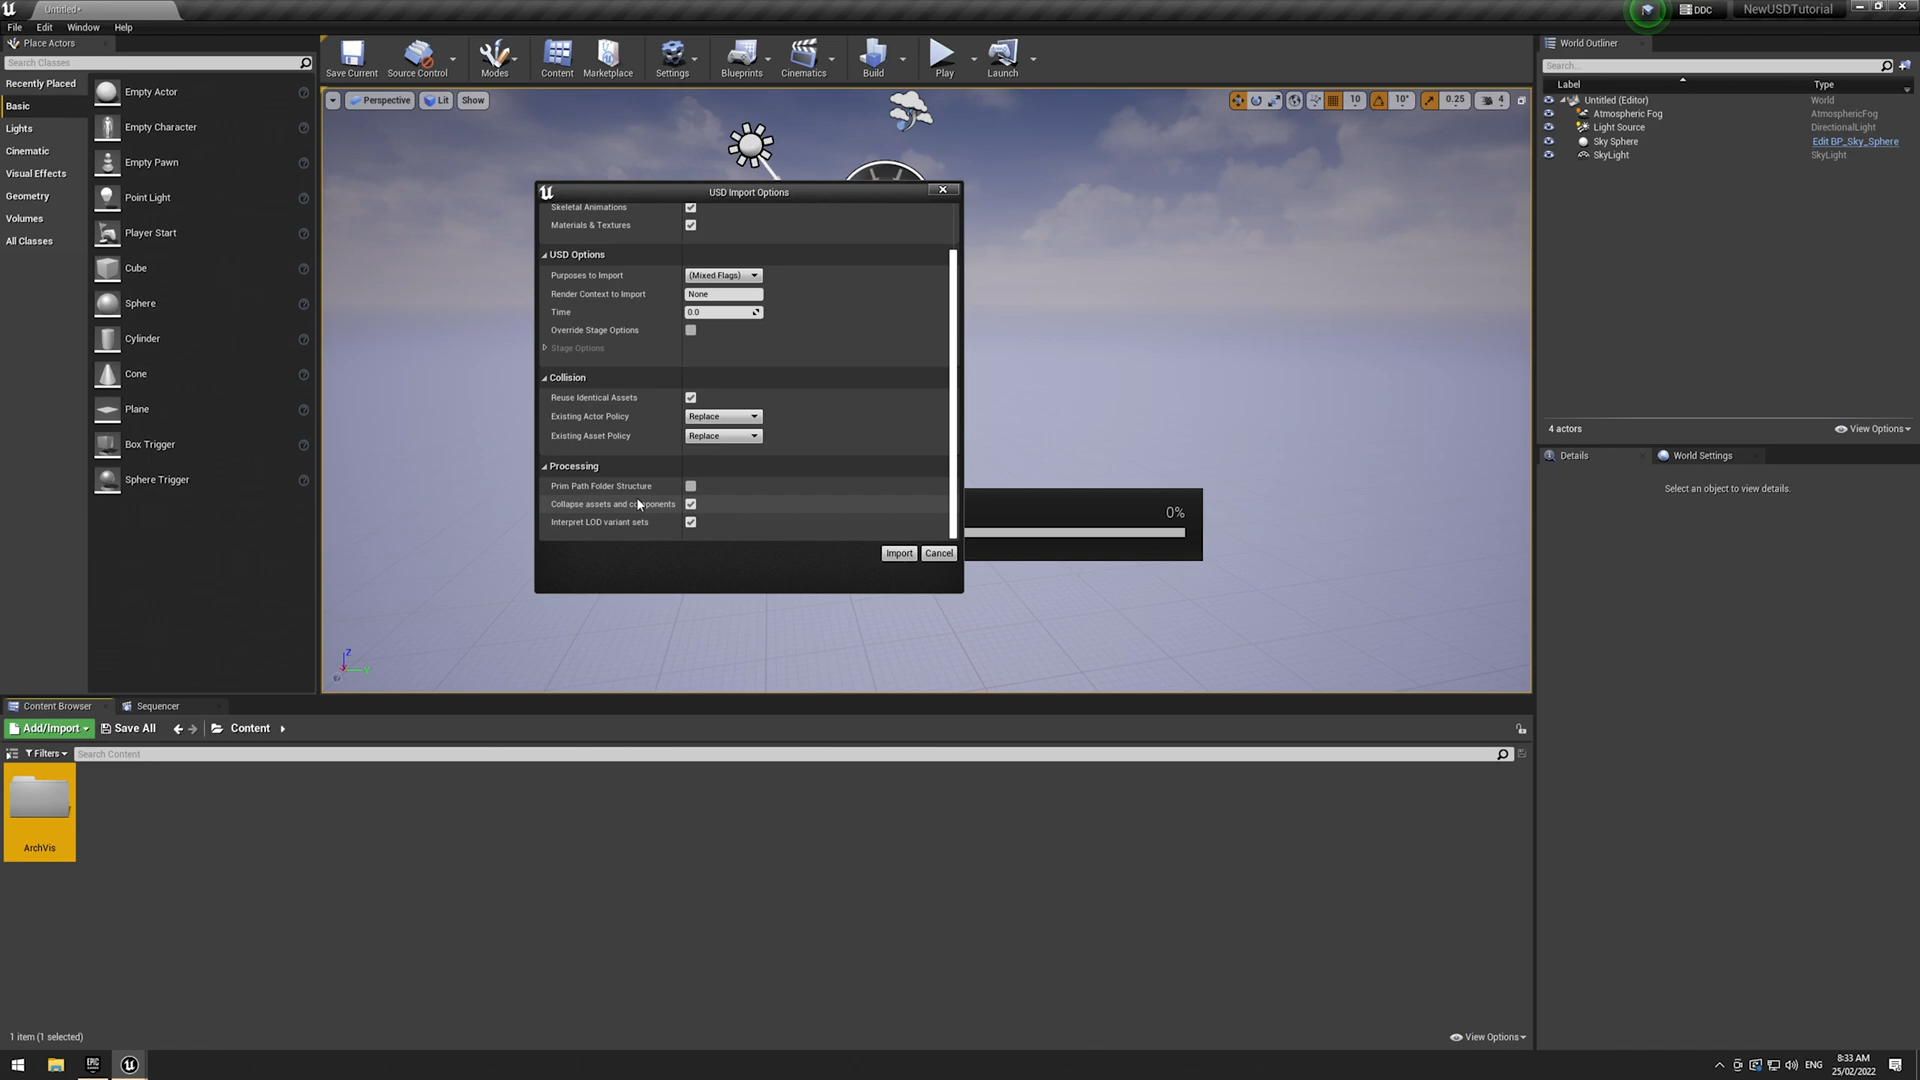 Untitled*
DDC
NewUSDTutorial
File Edit Window Help
Place Actors
Search Classes
Recently Placed
Basic
Lights
Cinematic
Visual Effects
Geometry
Volumes
All Classes
Empty Actor
Empty Character
Empty Pawn
Point Light
Player Start
Cube
Sphere
Cylinder
Cone
Plane
Box Trigger
Sphere Trigger
Save Current
Source Control
Modes
Content
Marketplace
Settings
Blueprints
Cinematics
Build
Play
Launch
Perspective
Lit
Show
10
10°
0.25
4
USD Import Options
Skeletal Animations
Materials & Textures
USD Options
Purposes to Import (Mixed Flags)
Render Context to Import None
Time 0.0
Override Stage Options
Stage Options
Collision
Reuse Identical Assets
Existing Actor Policy Replace
Existing Asset Policy Replace
Processing
Prim Path Folder Structure
Collapse assets and components
Interpret LOD variant sets
Import Cancel
0%
Z
Y
World Outliner
Search...
Label Type
Untitled (Editor) World
Atmospheric Fog AtmosphericFog
Light Source DirectionalLight
Sky Sphere Edit BP_Sky_Sphere
SkyLight SkyLight
4 actors
View Options
Details
World Settings
Select an object to view details.
Content Browser
Sequencer
Add/Import
Save All
Content
Filters
Search Content
ArchVis
1 item (1 selected)
View Options
EPIC GAMES
ENG
8:33 AM
25/02/2022